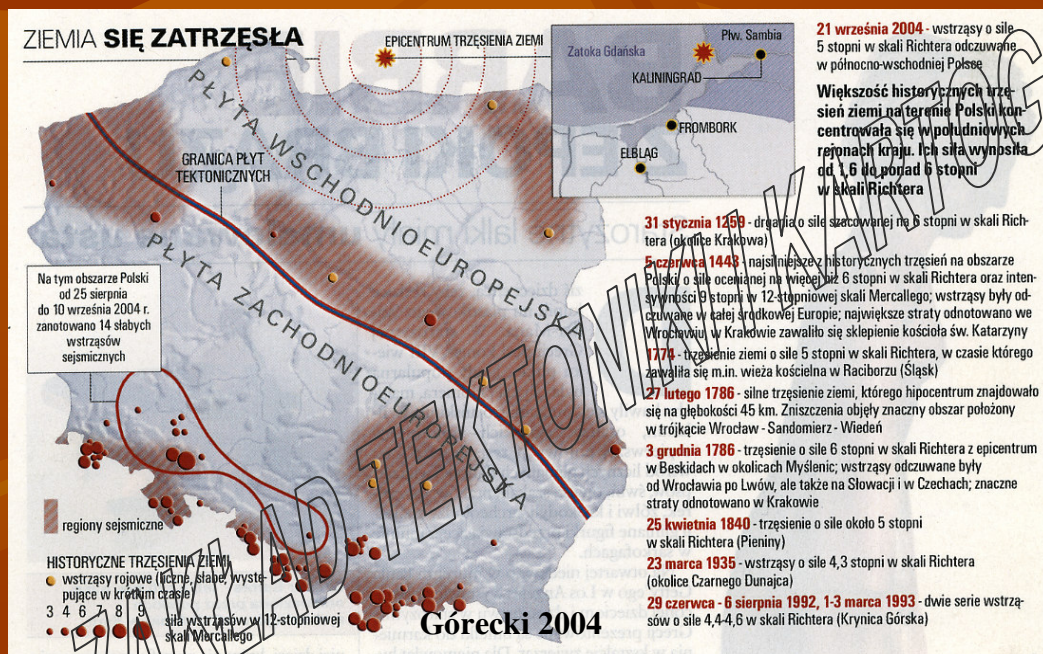 ZIEMIA SIĘ ZATRZĘSŁA
EPICENTRUM TRZĘSIENIA ZIEMI
PŁYTA WSCHODNIOEUROPEJSKA
GRANICA PŁYT
TEKTONICZNYCH
PŁYTA ZACHODNIOEUROPEJSKA
Na tym obszarze Polski
od 25 sierpnia
do 10 września 2004 r.
zanotowano 14 słabych
wstrząsów
sejsmicznych
regiony sejsmiczne
HISTORYCZNE TRZĘSIENIA ZIEMI
wstrząsy rojowe (liczne, słabe, wystę-
pujące w krótkim czasie)
3 4 6 7 8 9
siła wstrząsów w 12-stopniowej
skali Mercallego
Zatoka Gdańska
Płw. Sambia
KALININGRAD
FROMBORK
ELBLĄG
21 września 2004 - wstrząsy o sile
5 stopni w skali Richtera odczuwane
w północno-wschodniej Polsce
Większość historycznych trzę-
sień ziemi na terenie Polski kon-
centrowała się w południowych
rejonach kraju. Ich siła wynosiła
od 1,6 do ponad 6 stopni
w skali Richtera
31 stycznia 1259 - drgania o sile szacowanej na 6 stopni w skali Rich-
tera (okolice Krakowa)
5 czerwca 1443 - najsilniejsze z historycznych trzęsień na obszarze
Polski, o sile ocenianej na więcej niż 6 stopni w skali Richtera oraz inten-
sywności 9 stopni w 12-stopniowej skali Mercallego; wstrząsy były od-
czuwane w całej środkowej Europie; największe straty odnotowano we
Wrocławiu, w Krakowie zawaliło się sklepienie kościoła św. Katarzyny
1774 - trzęsienie ziemi o sile 5 stopni w skali Richtera, w czasie którego
zawaliła się m.in. wieża kościelna w Raciborzu (Śląsk)
27 lutego 1786 - silne trzęsienie ziemi, którego hipocentrum znajdowało
się na głębokości 45 km. Zniszczenia objęły znaczny obszar położony
w trójkącie Wrocław - Sandomierz - Wiedeń
3 grudnia 1786 - trzęsienie o sile 6 stopni w skali Richtera z epicentrum
w Beskidach w okolicach Myślenic; wstrząsy odczuwane były
od Wrocławia po Lwów, ale także na Słowacji i w Czechach; znaczne
straty odnotowano w Krakowie
25 kwietnia 1840 - trzęsienie o sile około 5 stopni
w skali Richtera (Pieniny)
23 marca 1935 - wstrząsy o sile 4,3 stopni w skali Richtera
(okolice Czarnego Dunajca)
29 czerwca - 6 sierpnia 1992, 1-3 marca 1993 - dwie serie wstrzą-
sów o sile 4,4-4,6 w skali Richtera (Krynica Górska)
TEKTONIKI I KARTOG
Górecki 2004